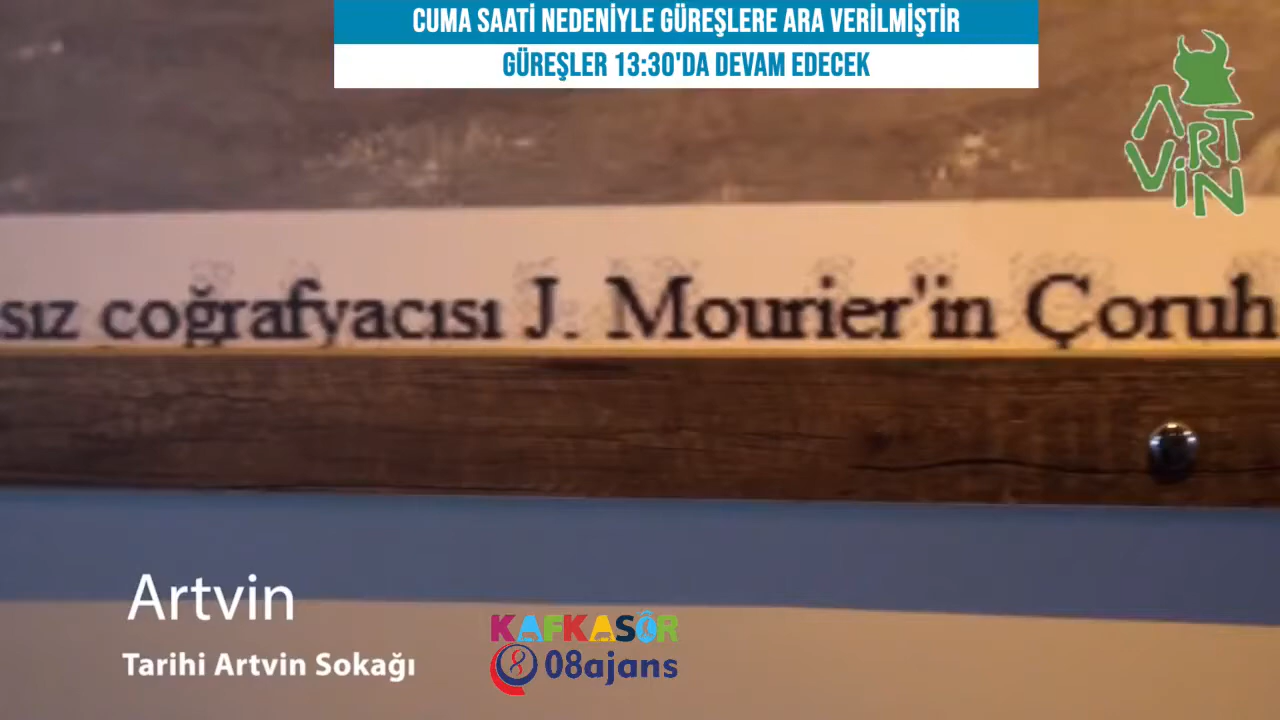 CUMA SAATİ NEDENİYLE GÜREŞLERE ARA VERİLMİŞTİR
GÜREŞLER 13:30'DA DEVAM EDECEK
ARTVİN
sız coğrafyacısı J. Mourier'in Çoruh
Artvin
Tarihi Artvin Sokağı
KAFKASÖR
08ajans